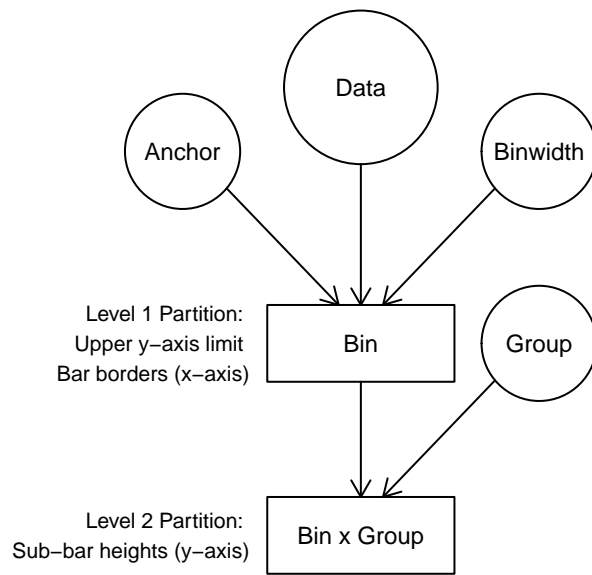 Data
Anchor
Binwidth
Level 1 Partition:
Upper y−axis limit
Bar borders (x−axis)
Bin
Group
Level 2 Partition:
Sub−bar heights (y−axis)
Bin x Group